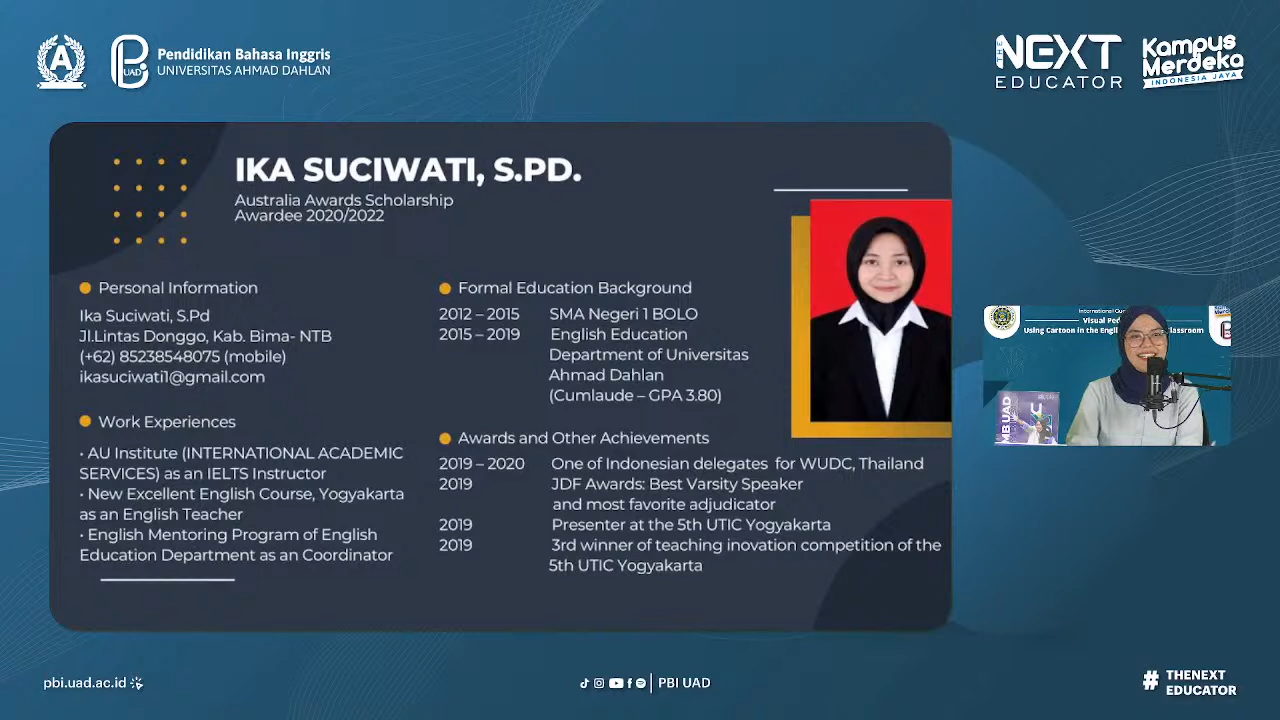 A
UAD
Pendidikan Bahasa Inggris
UNIVERSITAS AHMAD DAHLAN
THE NEXT
EDUCATOR
Kampus
Merdeka
INDONESIA JAYA
IKA SUCIWATI, S.PD.
Australia Awards Scholarship
Awardee 2020/2022
Personal Information
Ika Suciwati, S.Pd
Jl.Lintas Donggo, Kab. Bima- NTB
(+62) 85238548075 (mobile)
ikasuciwati1@gmail.com
Work Experiences
• AU Institute (INTERNATIONAL ACADEMIC
SERVICES) as an IELTS Instructor
• New Excellent English Course, Yogyakarta
as an English Teacher
• English Mentoring Program of English
Education Department as an Coordinator
Formal Education Background
2012 – 2015 SMA Negeri 1 BOLO
2015 – 2019 English Education
Department of Universitas
Ahmad Dahlan
(Cumlaude – GPA 3.80)
Awards and Other Achievements
2019 – 2020 One of Indonesian delegates for WUDC, Thailand
2019 JDF Awards: Best Varsity Speaker
and most favorite adjudicator
2019 Presenter at the 5th UTIC Yogyakarta
2019 3rd winner of teaching inovation competition of the
5th UTIC Yogyakarta
International
Visual
Using Cartoon in the Eng Classroom
MB UAD
pbi.uad.ac.id
PBI UAD
# THENEXT
EDUCATOR